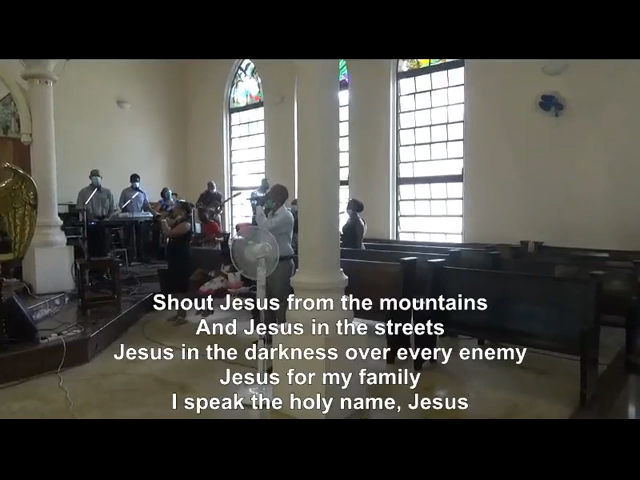 Shout Jesus from the mountains
And Jesus in the streets
Jesus in the darkness over every enemy
Jesus for my family
I speak the holy name, Jesus